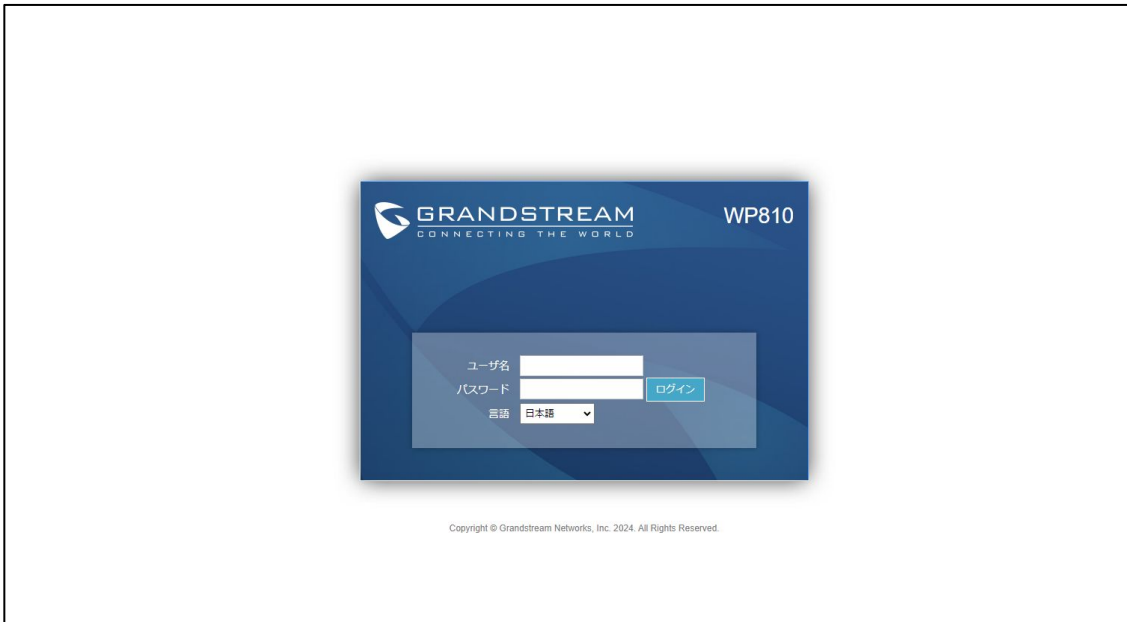 GRANDSTREAM
CONNECTING THE WORLD
WP810
ユーザ名
パスワード
ログイン
言語
日本語
Copyright © Grandstream Networks, Inc. 2024. All Rights Reserved.